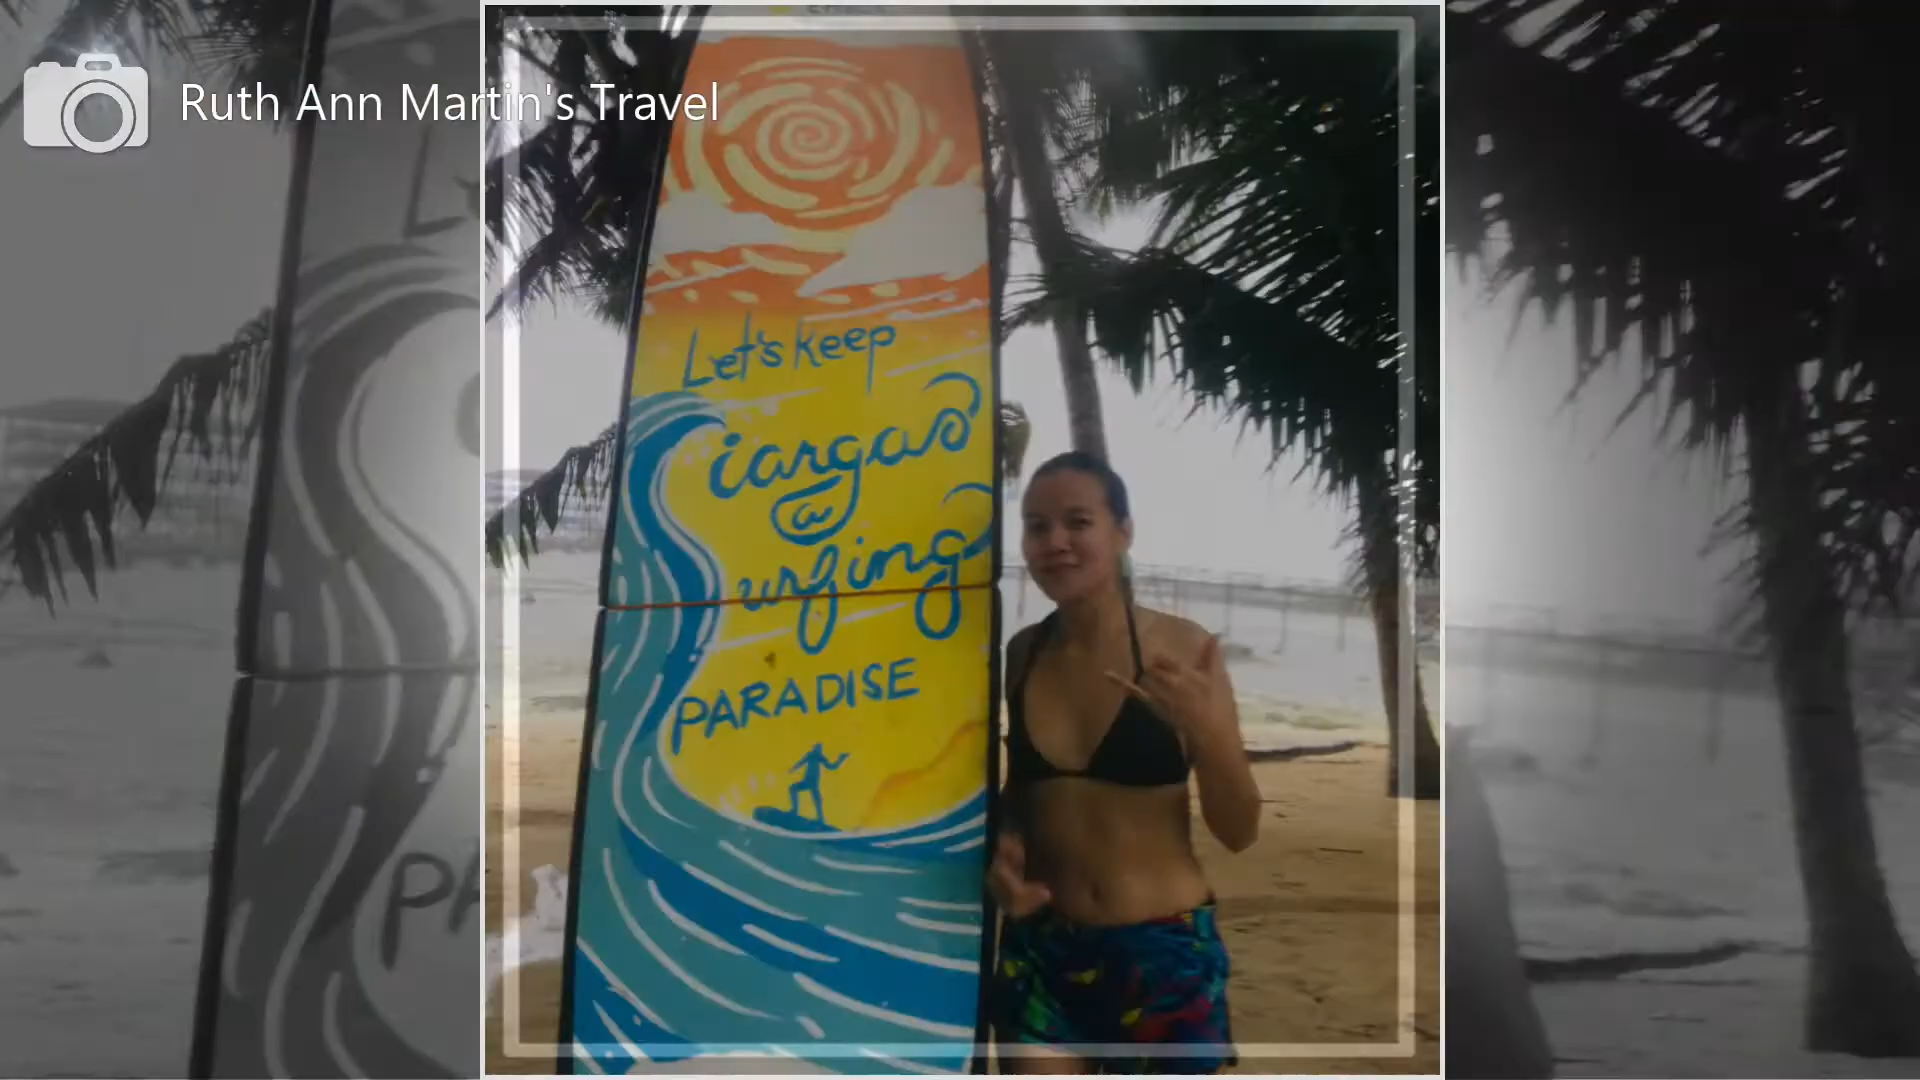 Ruth Ann Martin's Travel
Let's keep
Siargao
a
Surfing
PARADISE